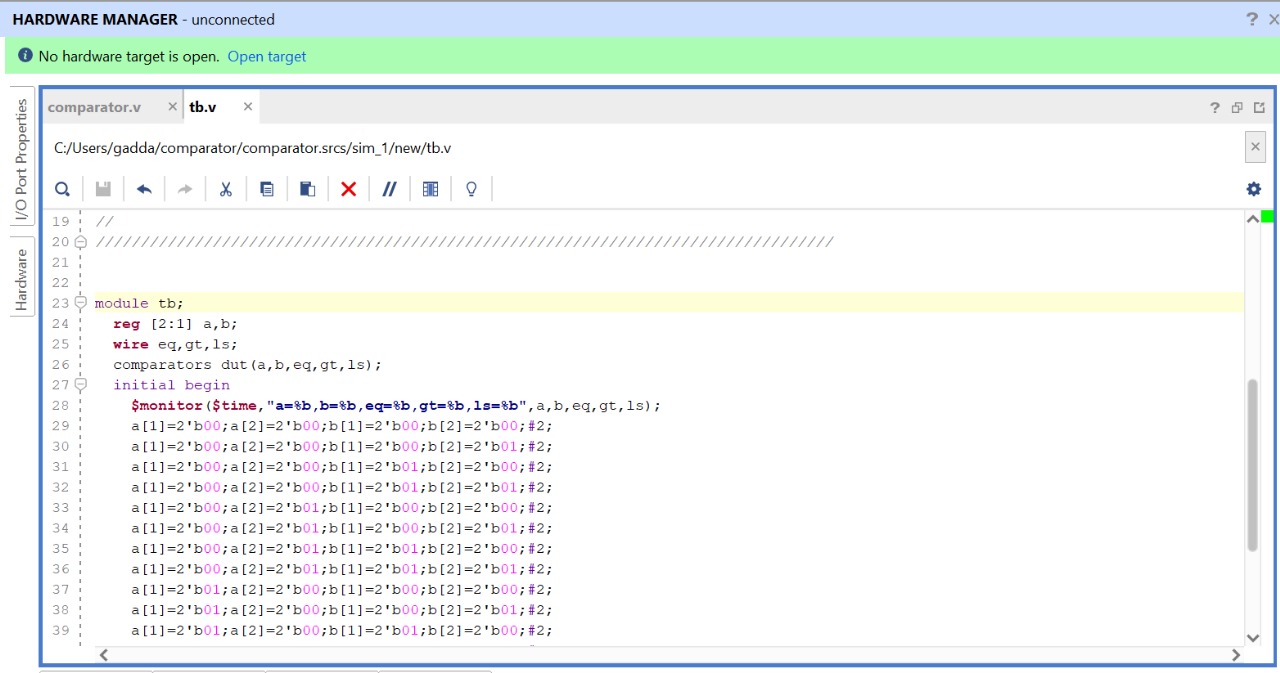 HARDWARE MANAGER - unconnected
No hardware target is open. Open target
I/O Port Properties
Hardware
comparator.v
tb.v
C:/Users/gadda/comparator/comparator.srcs/sim_1/new/tb.v
19 //
20 //////////////////////////////////////////////////////////////////////////////////
21
22
23 module tb;
24 reg [2:1] a,b;
25 wire eq,gt,ls;
26 comparators dut(a,b,eq,gt,ls);
27 initial begin
28 $monitor($time,"a=%b,b=%b,eq=%b,gt=%b,ls=%b",a,b,eq,gt,ls);
29 a[1]=2'b00;a[2]=2'b00;b[1]=2'b00;b[2]=2'b00;#2;
30 a[1]=2'b00;a[2]=2'b00;b[1]=2'b00;b[2]=2'b01;#2;
31 a[1]=2'b00;a[2]=2'b00;b[1]=2'b01;b[2]=2'b00;#2;
32 a[1]=2'b00;a[2]=2'b00;b[1]=2'b01;b[2]=2'b01;#2;
33 a[1]=2'b00;a[2]=2'b01;b[1]=2'b00;b[2]=2'b00;#2;
34 a[1]=2'b00;a[2]=2'b01;b[1]=2'b00;b[2]=2'b01;#2;
35 a[1]=2'b00;a[2]=2'b01;b[1]=2'b01;b[2]=2'b00;#2;
36 a[1]=2'b00;a[2]=2'b01;b[1]=2'b01;b[2]=2'b01;#2;
37 a[1]=2'b01;a[2]=2'b00;b[1]=2'b00;b[2]=2'b00;#2;
38 a[1]=2'b01;a[2]=2'b00;b[1]=2'b00;b[2]=2'b01;#2;
39 a[1]=2'b01;a[2]=2'b00;b[1]=2'b01;b[2]=2'b00;#2;